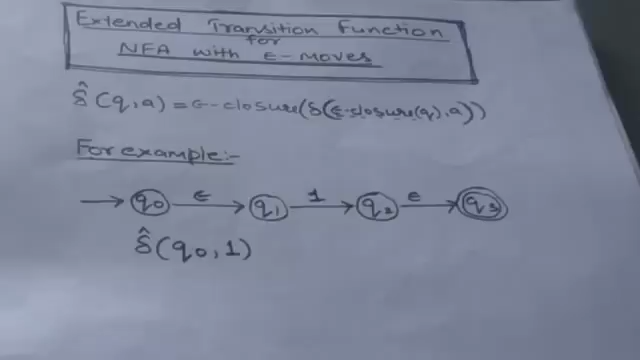 Extended Transition Function
for
NFA with ε-moves
δ̂(q,a) = ε-closure(δ(ε-closure(q),a))
For example:-
q0 ε q1 1 q2 ε q3
δ̂(q0,1)